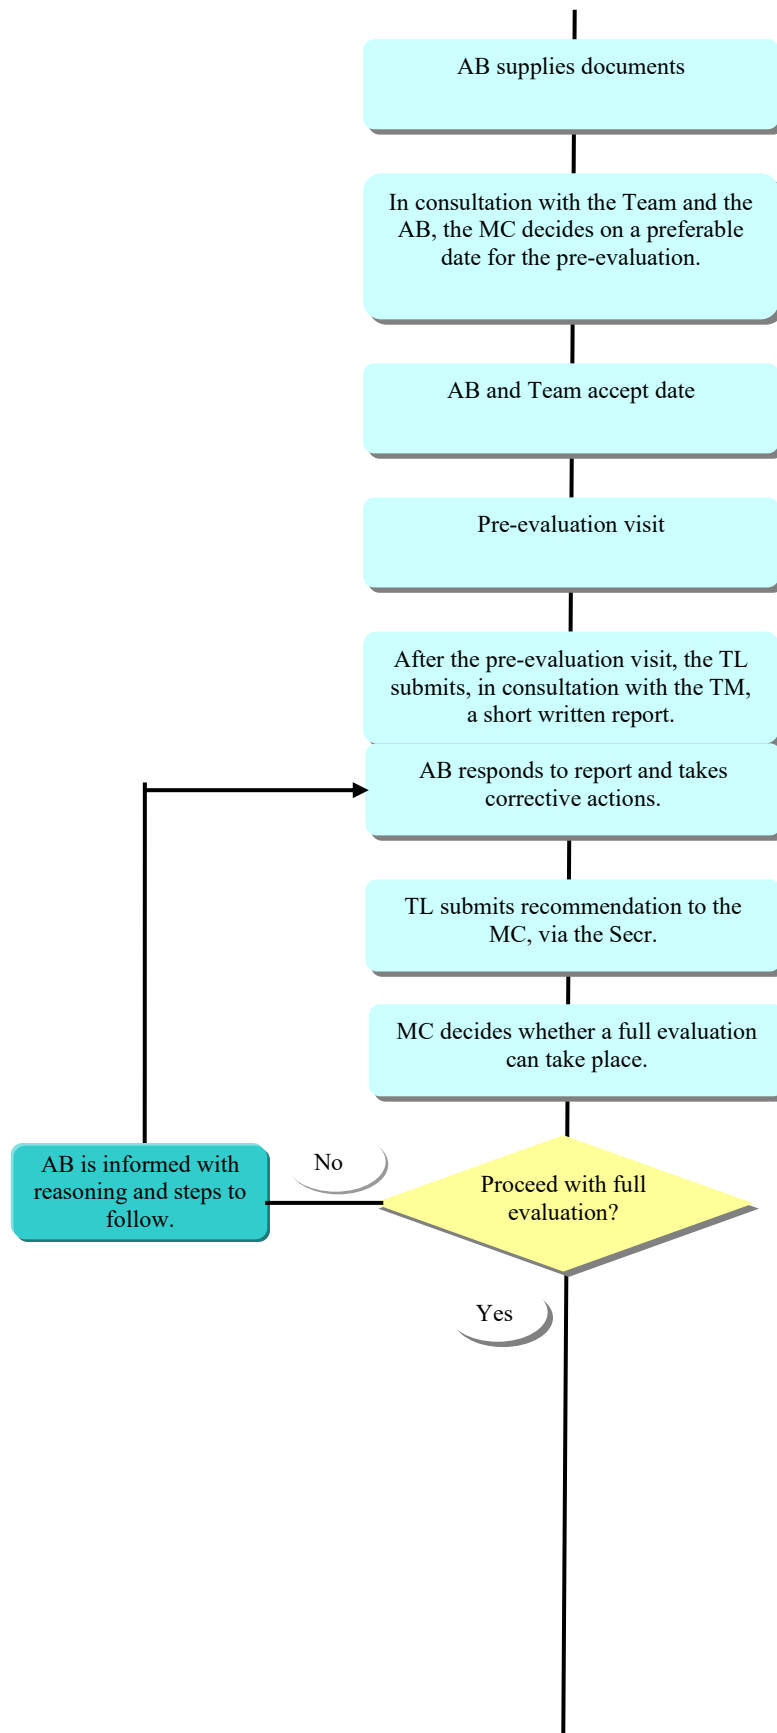 AB supplies documents
In consultation with the Team and the
AB, the MC decides on a preferable
date for the pre-evaluation.
AB and Team accept date
Pre-evaluation visit
After the pre-evaluation visit, the TL
submits, in consultation with the TM,
a short written report.
AB responds to report and takes
corrective actions.
TL submits recommendation to the
MC, via the Secr.
MC decides whether a full evaluation
can take place.
AB is informed with
reasoning and steps to
follow.
No
Proceed with full
evaluation?
Yes